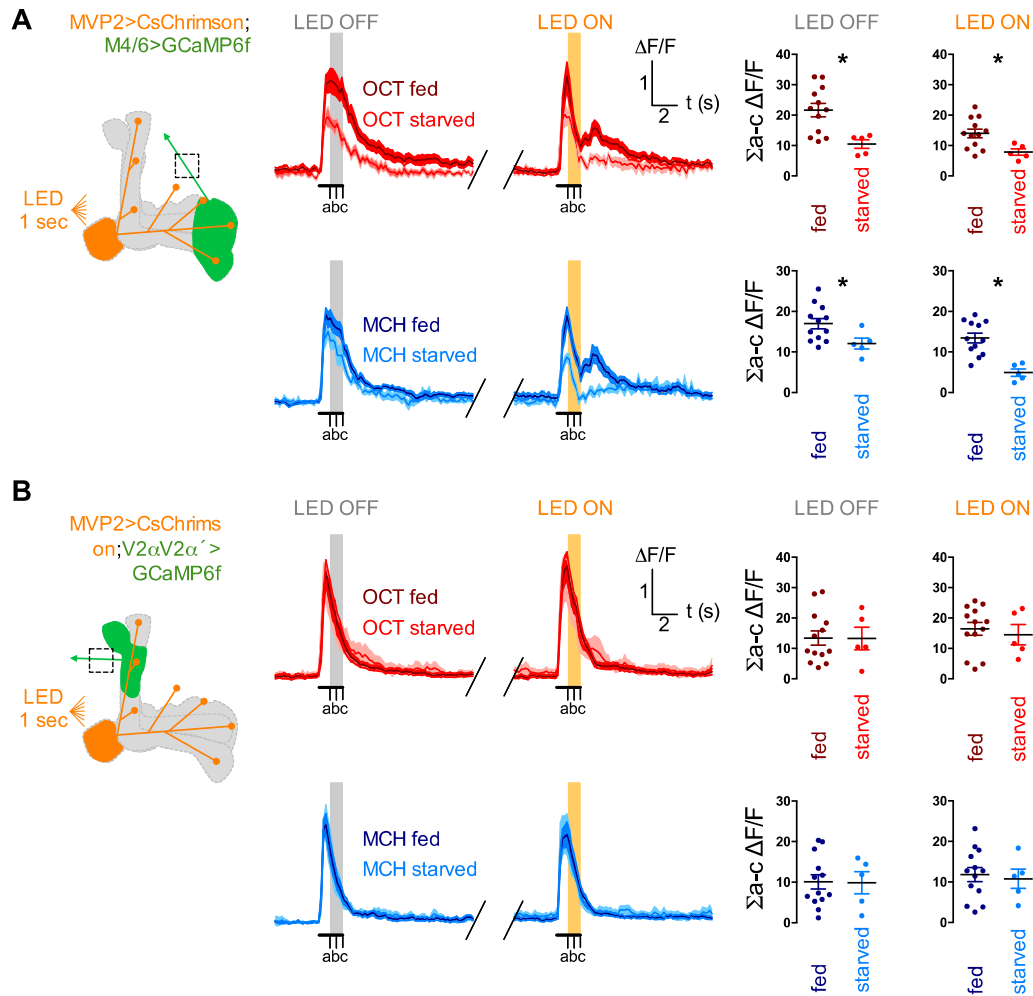 A
MVP2>CsChrimson;
M4/6>GCaMP6f
LED
1 sec
LED OFF
LED ON
OCT fed
OCT starved
abc
abc
ΔF/F
1
2
t (s)
LED OFF
LED ON
Σa-c ΔF/F
40
30
20
10
0
*
fed
starved
40
30
20
10
0
*
fed
starved
MCH fed
MCH starved
abc
abc
Σa-c ΔF/F
30
20
10
0
*
fed
starved
30
20
10
0
*
fed
starved
B
MVP2>CsChrims
on;V2αV2α´>
GCaMP6f
LED
1 sec
LED OFF
LED ON
OCT fed
OCT starved
abc
abc
ΔF/F
1
2
t (s)
LED OFF
LED ON
Σa-c ΔF/F
40
30
20
10
0
fed
starved
40
30
20
10
0
fed
starved
MCH fed
MCH starved
abc
abc
Σa-c ΔF/F
30
20
10
0
fed
starved
30
20
10
0
fed
starved